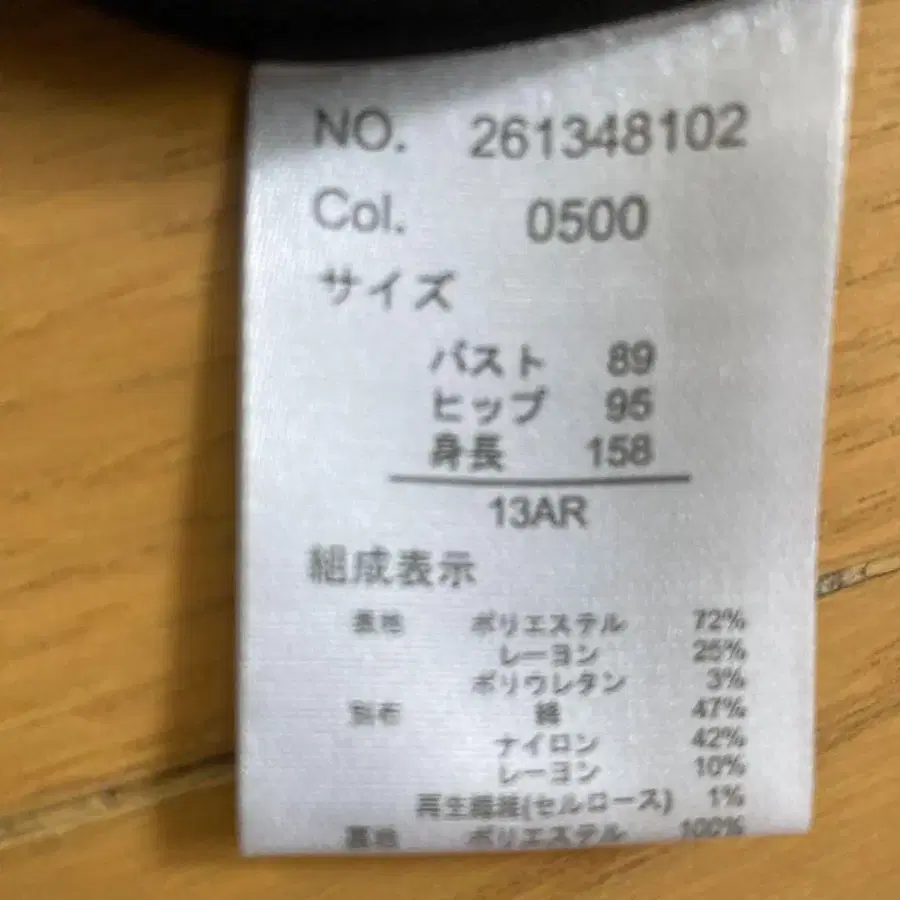 NO. 261348102
Col. 0500
サイズ
バスト 89
ヒップ 95
身長 158
13AR
組成表示
表地 ポリエステル 72%
レーヨン 25%
ポリウレタン 3%
別布 綿 47%
ナイロン 42%
レーヨン 10%
再生繊維(セルロース) 1%
裏地 ポリエステル 100%